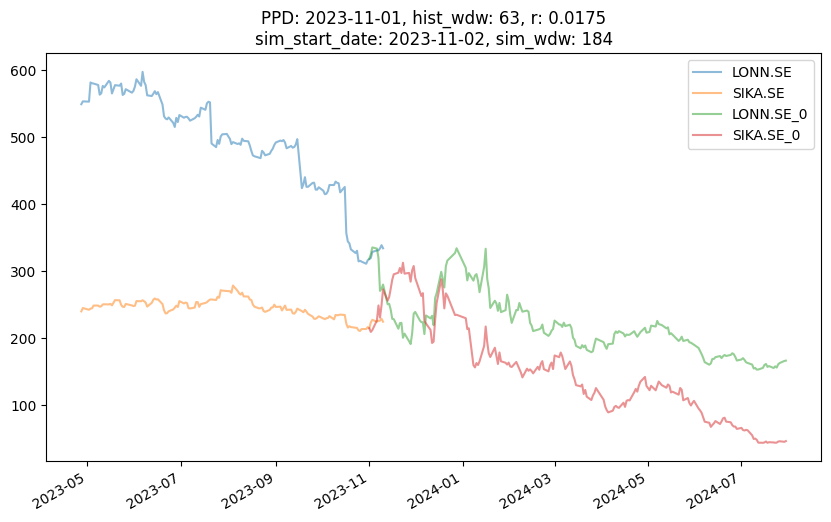 PPD: 2023-11-01, hist_wdw: 63, r: 0.0175
sim_start_date: 2023-11-02, sim_wdw: 184
LONN.SE
SIKA.SE
LONN.SE_0
SIKA.SE_0
600
500
400
300
200
100
2023-05
2023-07
2023-09
2023-11
2024-01
2024-03
2024-05
2024-07